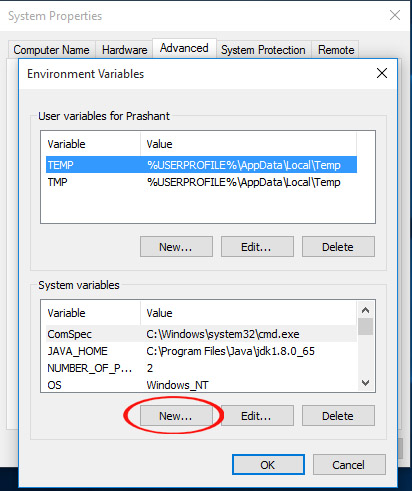 System Properties
Computer Name Hardware Advanced System Protection Remote
Environment Variables
User variables for Prashant
Variable Value
TEMP %USERPROFILE%\AppData\Local\Temp
TMP %USERPROFILE%\AppData\Local\Temp
New... Edit... Delete
System variables
Variable Value
ComSpec C:\Windows\system32\cmd.exe
JAVA_HOME C:\Program Files\Java\jdk1.8.0_65
NUMBER_OF_P... 2
OS Windows_NT
New... Edit... Delete
OK Cancel